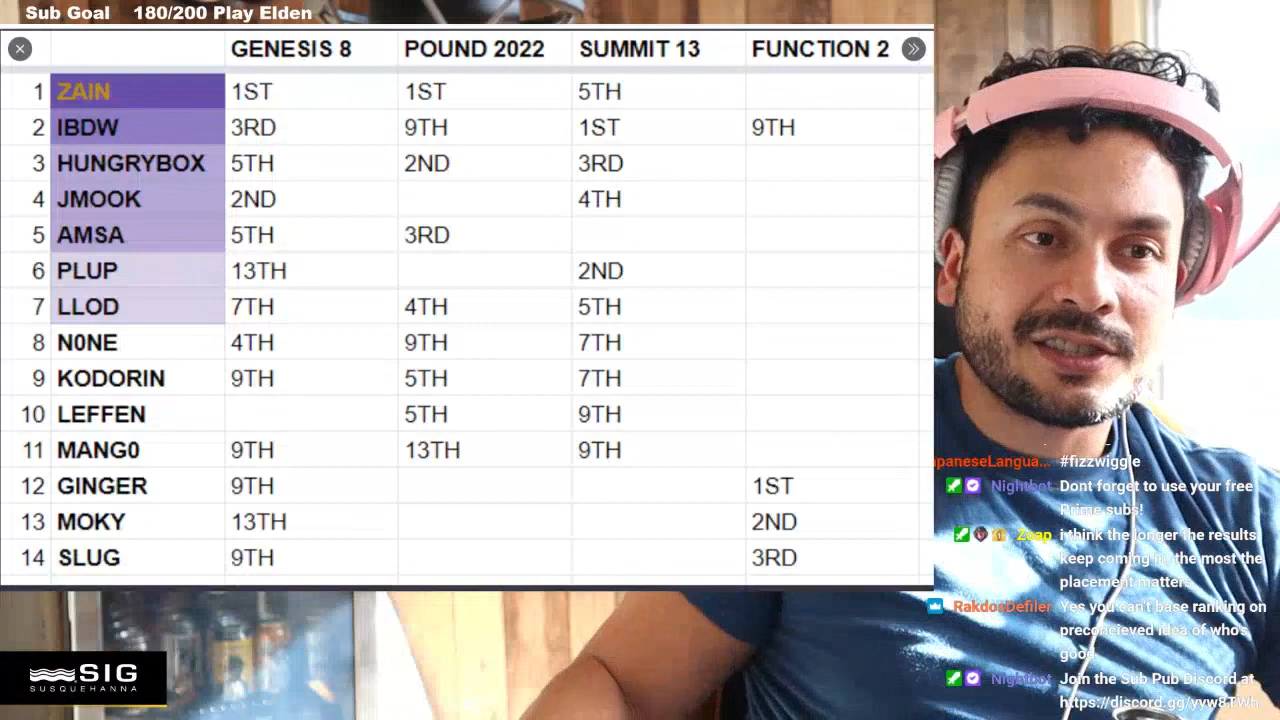 Sub Goal 180/200 Play Elden
GENESIS 8 POUND 2022 SUMMIT 13 FUNCTION 2
1 ZAIN 1ST 1ST 5TH
2 IBDW 3RD 9TH 1ST 9TH
3 HUNGRYBOX 5TH 2ND 3RD
4 JMOOK 2ND 4TH
5 AMSA 5TH 3RD
6 PLUP 13TH 2ND
7 LLOD 7TH 4TH 5TH
8 N0NE 4TH 9TH 7TH
9 KODORIN 9TH 5TH 7TH
10 LEFFEN 5TH 9TH
11 MANG0 9TH 13TH 9TH
12 GINGER 9TH 1ST
13 MOKY 13TH 2ND
14 SLUG 9TH 3RD
apaneseLangua... #fizzwiggle
Nightbot Dont forget to use your free
Prime subs!
Zoap i think the longer the results
keep coming in, the most the
placement matters
RakdosDefiler Yes you can't base ranking on
preconcieved idea of who's
good
Nightbot Join the Sub Pub Discord at
https://discord.gg/yyw8TWh
SIG
SUSQUEHANNA